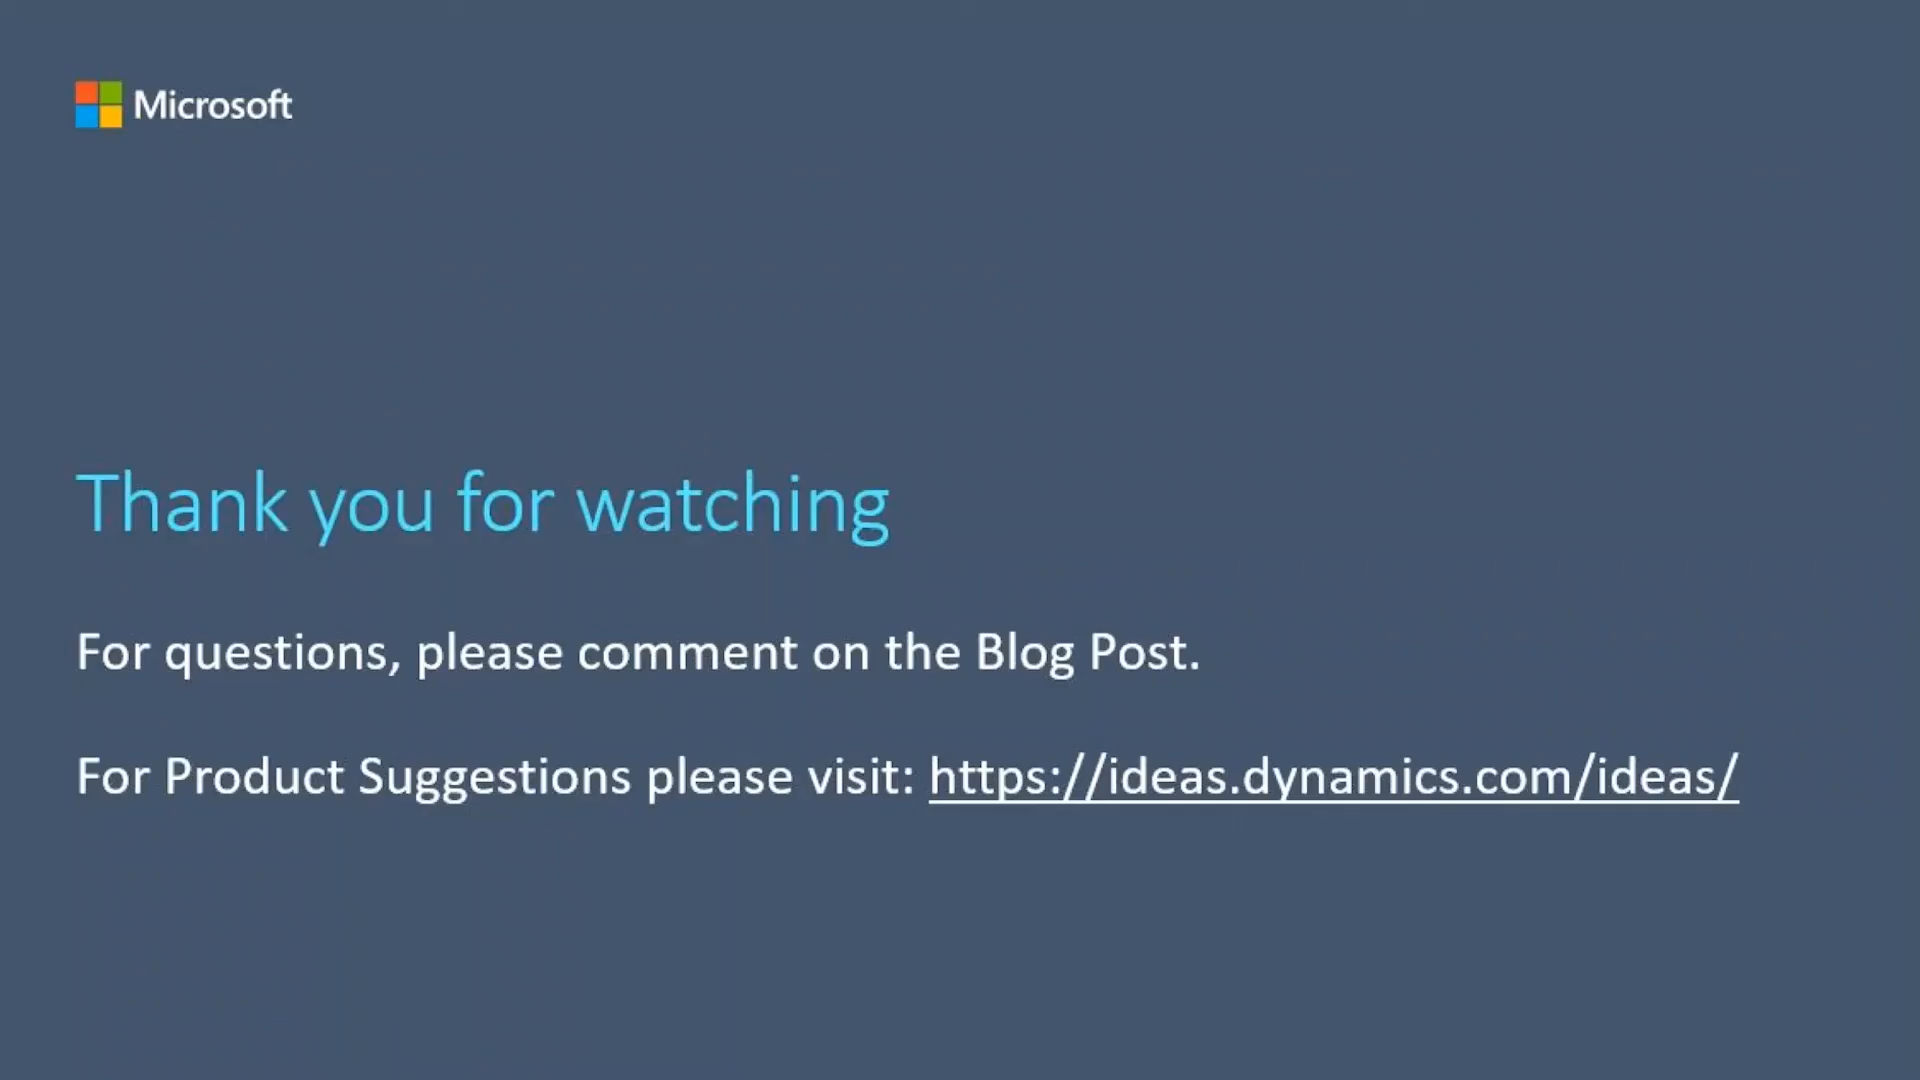 Microsoft
Thank you for watching
For questions, please comment on the Blog Post.
For Product Suggestions please visit: https://ideas.dynamics.com/ideas/